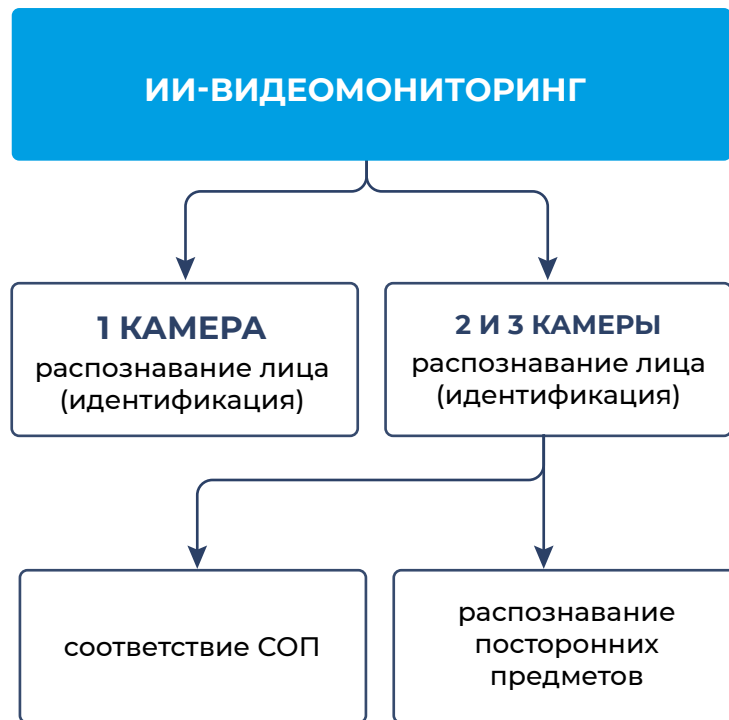 ИИ-ВИДЕОМОНИТОРИНГ
1 КАМЕРА
распознавание лица
(идентификация)
2 И 3 КАМЕРЫ
распознавание лица
(идентификация)
соответствие СОП
распознавание
посторонних
предметов